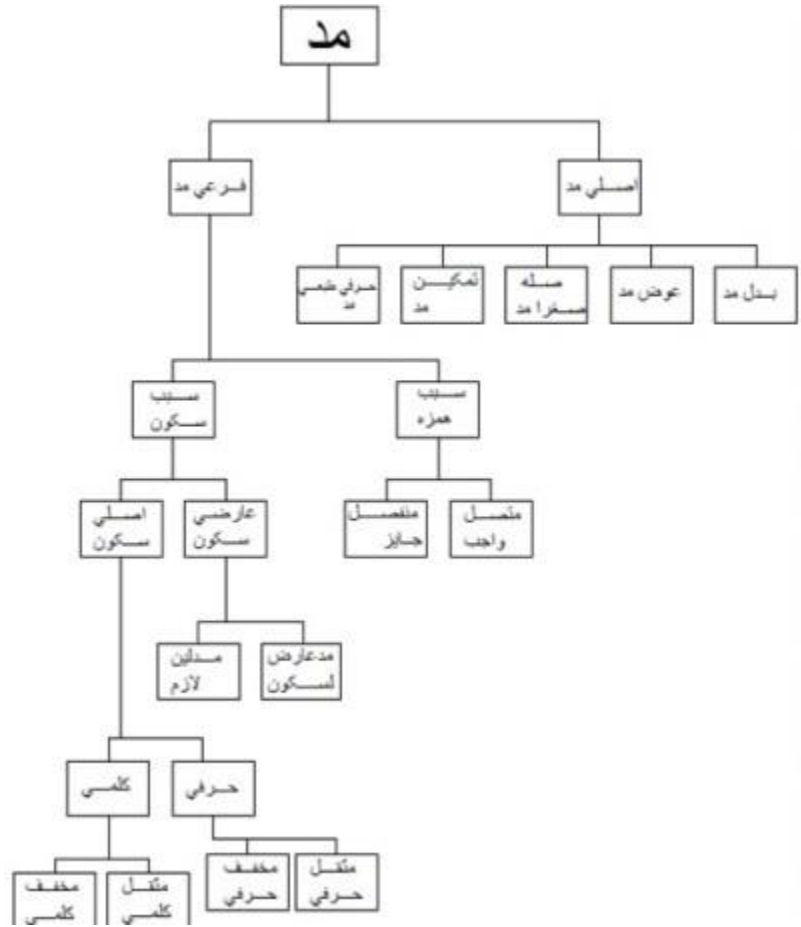 مد
اصلي مد
فرعي مد
بدل مد
عوض مد
صله
صغرا مد
تمكين
مد
حرفي طبعي
مد
سبب
همزه
سبب
سكون
متصل
واجب
منفصل
جايز
عارضي
سكون
اصلي
سكون
مدعارض
لسكون
مدلين
لازم
حرفي
كلمي
مثقل
حرفي
مخفف
حرفي
مثقل
كلمي
مخفف
كلمي